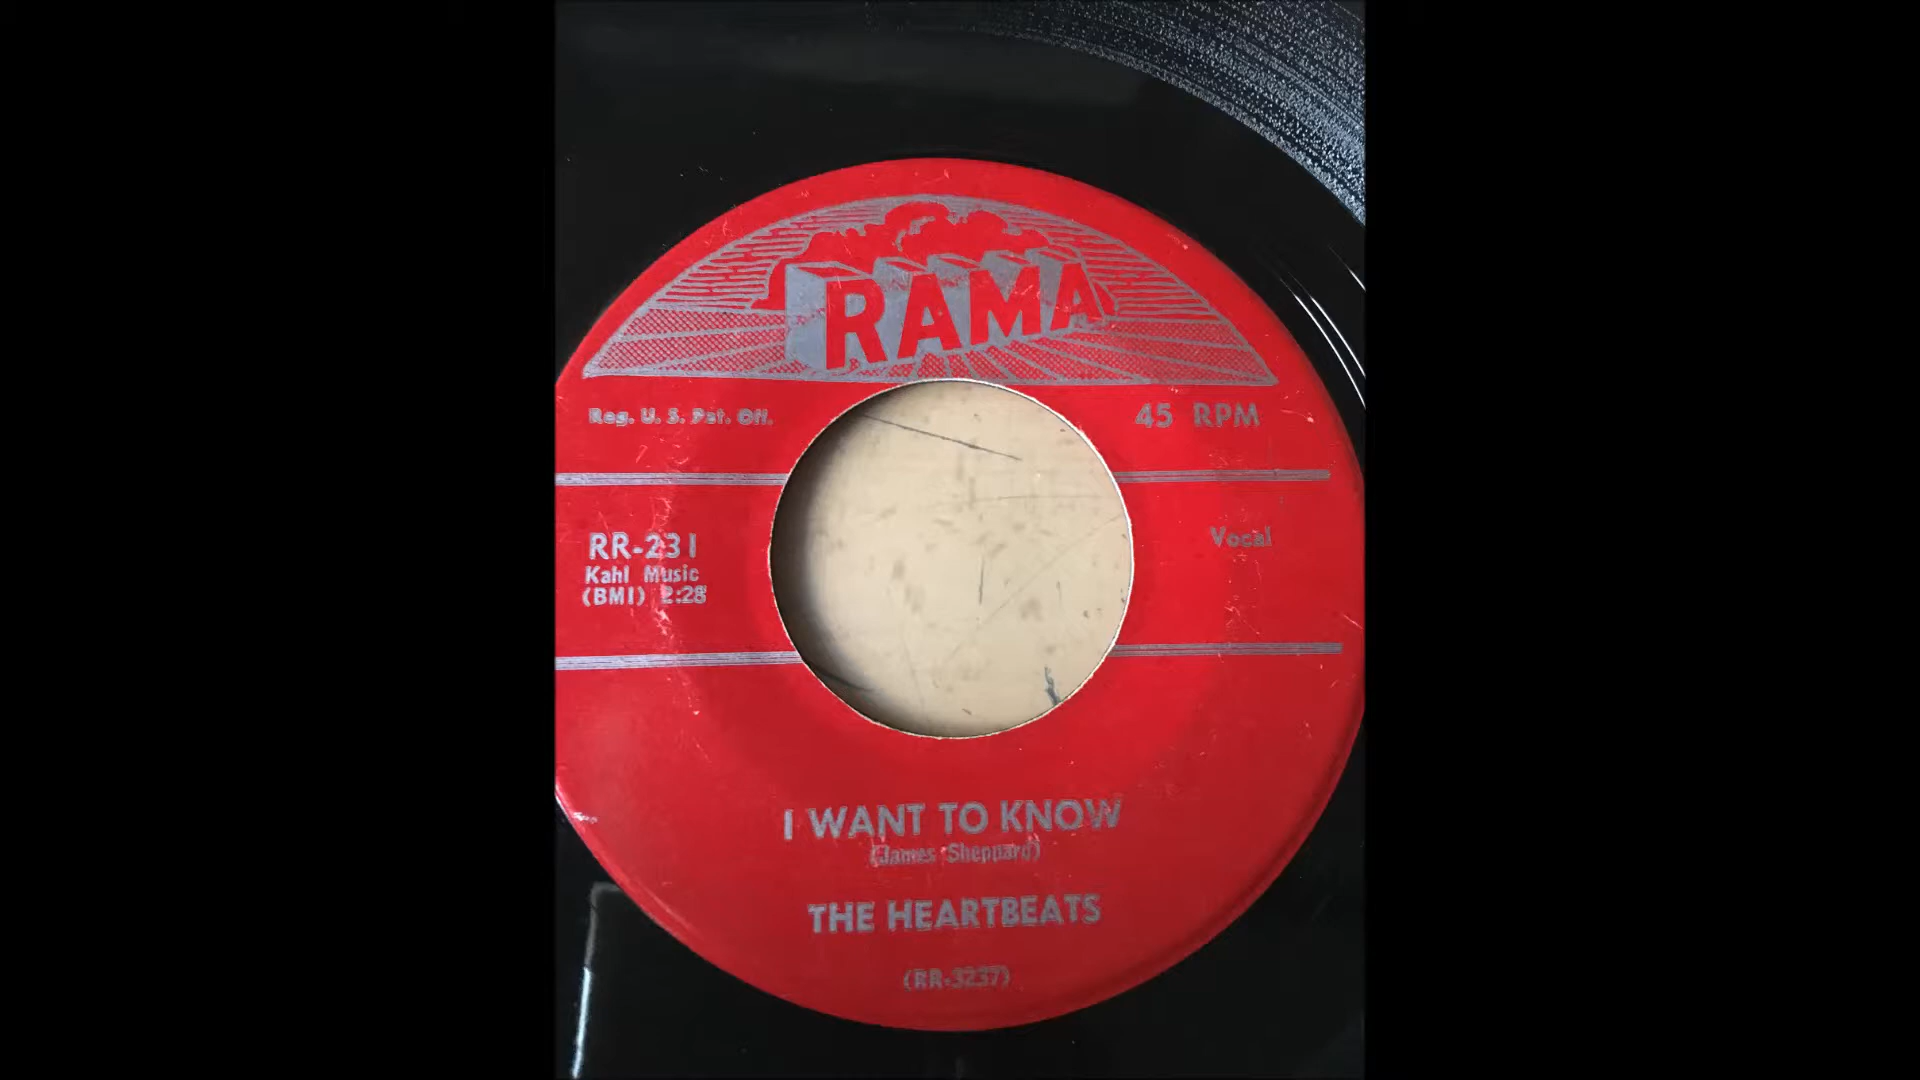 RAMA
Reg. U. S. Pat. Off.
45 RPM
RR-231
Kahl Music
(BMI) 2:28
Vocal
I WANT TO KNOW
(James Sheppard)
THE HEARTBEATS
(RR-3237)